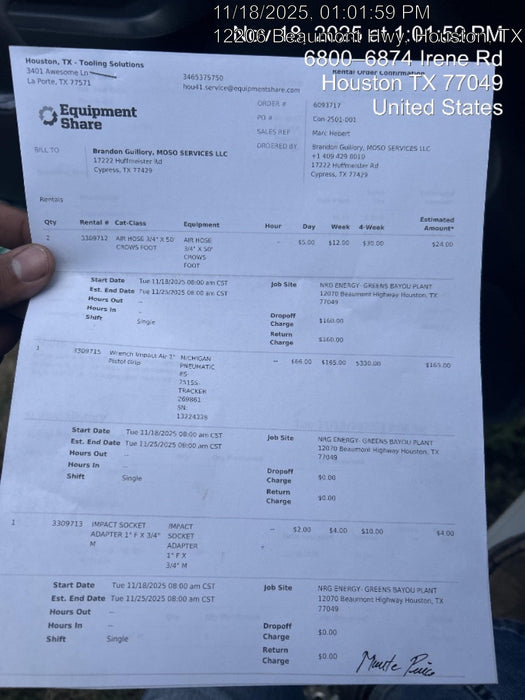 11/18/2025, 01:01:59 PM
12206 Beaumont Hwy, Houston, TX
Nov 18, 2025 at 1:01:59 PM
6800–6874 Irene Rd
Houston TX 77049
United States
Houston, TX - Tooling Solutions
3401 Awesome Ln
La Porte, TX 77571
3465375750
hou41.service@equipmentshare.com
Rental Order Confirmation
Equipment
Share
ORDER # 6093717
PO # Con 2501-001
SALES REP Marc Hebert
ORDERED BY Brandon Guillory, MOSO SERVICES LLC
+1 409 429 8010
17222 Huffmeister Rd
Cypress, TX 77429
BILL TO Brandon Guillory, MOSO SERVICES LLC
17222 Huffmeister Rd
Cypress, TX 77429
Rentals
Qty Rental # Cat-Class Equipment Hour Day Week 4-Week Estimated Amount*
2 3309712 AIR HOSE 3/4" X 50' CROWS FOOT AIR HOSE 3/4" X 50' CROWS FOOT -- $5.00 $12.00 $30.00 $24.00
Start Date Tue 11/18/2025 08:00 am CST
Est. End Date Tue 11/25/2025 08:00 am CST
Hours Out --
Hours In --
Shift Single
Job Site NRG ENERGY- GREENS BAYOU PLANT
12070 Beaumont Highway Houston, TX
77049
Dropoff Charge $160.00
Return Charge $160.00
3309715 Wrench Impact Air 1" Pistol Grip MICHIGAN PNEUMATIC TRACKER -- $66.00 $165.00 $330.00 $165.00
Start Date Tue 11/18/2025 08:00 am CST
Est. End Date Tue 11/25/2025 08:00 am CST
Hours Out --
Hours In --
Shift Single
Job Site NRG ENERGY- GREENS BAYOU PLANT
12070 Beaumont Highway Houston, TX
77049
Dropoff Charge $0.00
Return Charge $0.00
1 3309713 IMPACT SOCKET ADAPTER 1" F X 3/4" M IMPACT SOCKET ADAPTER 1" F X 3/4" M -- $2.00 $4.00 $10.00 $4.00
Start Date Tue 11/18/2025 08:00 am CST
Est. End Date Tue 11/25/2025 08:00 am CST
Hours Out --
Hours In --
Shift Single
Job Site NRG ENERGY- GREENS BAYOU PLANT
12070 Beaumont Highway Houston, TX
77049
Dropoff Charge $0.00
Return Charge $0.00